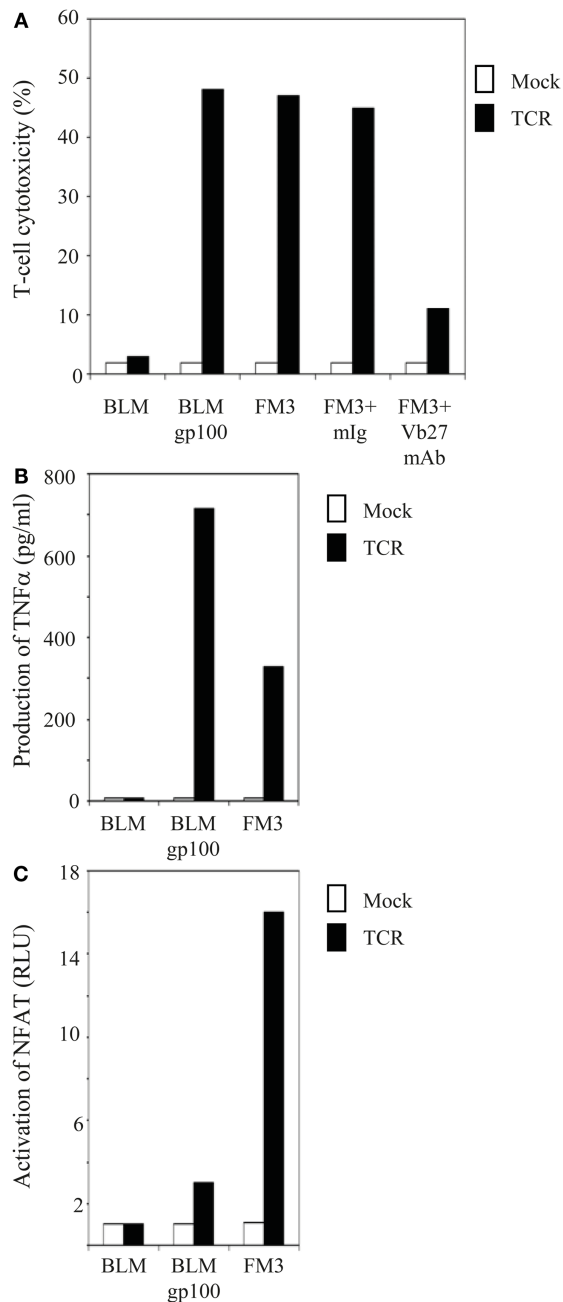 A
T-cell cytotoxicity (%)
60
50
40
30
20
10
0
Mock
TCR
BLM
BLM
gp100
FM3
FM3+
mIg
FM3+
Vb27
mAb
B
Production of TNFα (pg/ml)
800
600
400
200
0
Mock
TCR
BLM
BLM
gp100
FM3
C
Activation of NFAT (RLU)
18
14
10
6
2
Mock
TCR
BLM
BLM
gp100
FM3